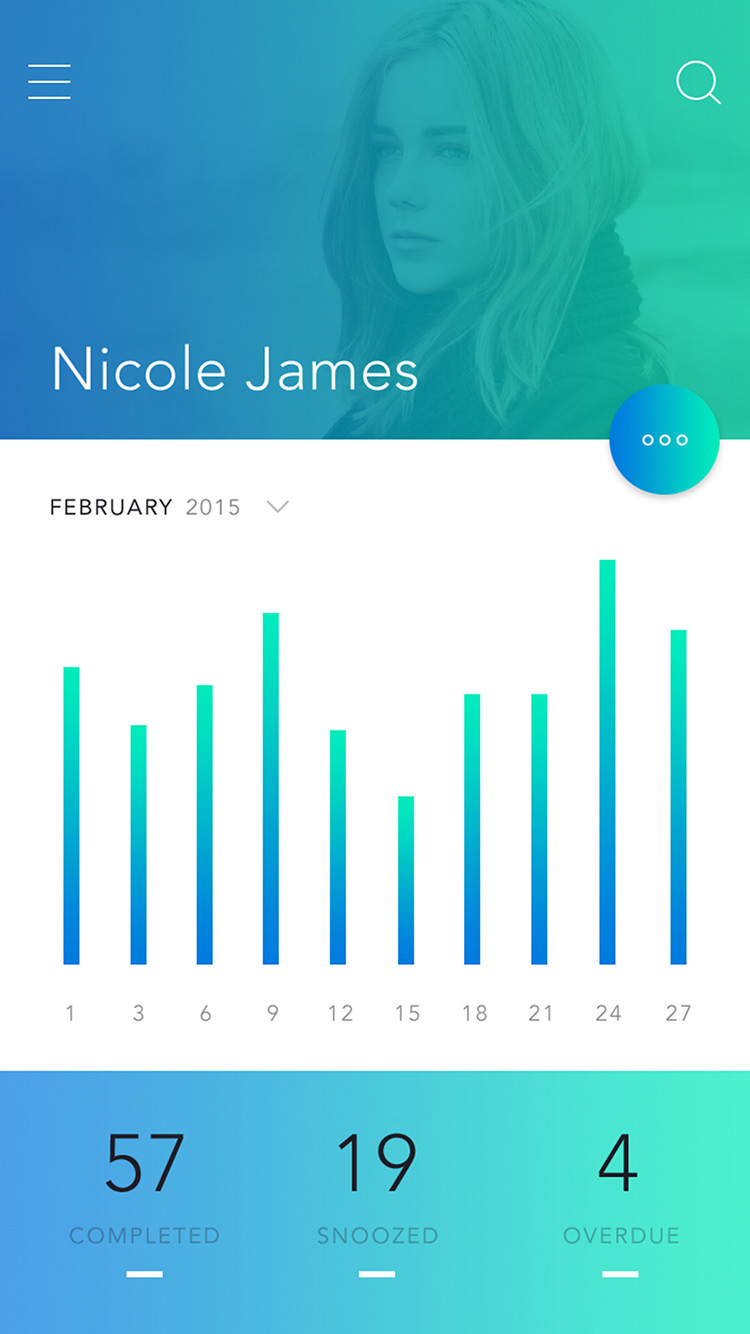 Nicole James
FEBRUARY 2015
1 3 6 9 12 15 18 21 24 27
57 19 4
COMPLETED SNOOZED OVERDUE